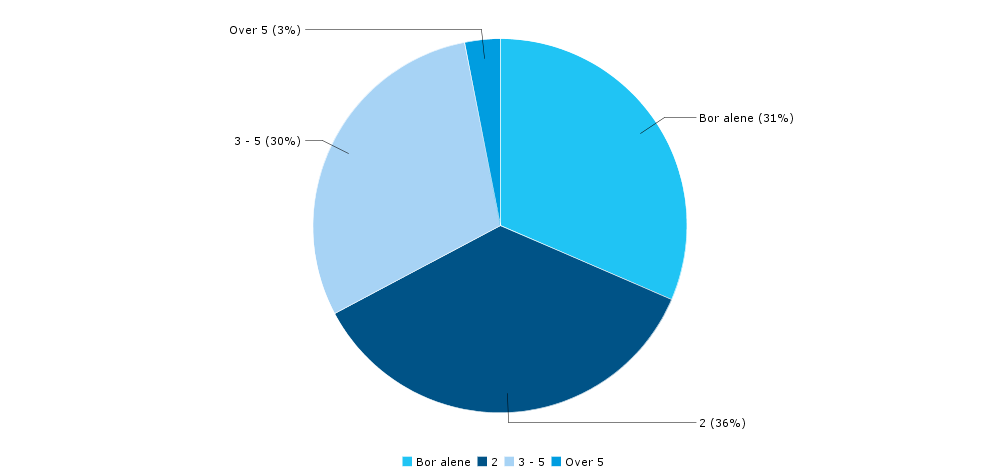 Over 5 (3%)
Bor alene (31%)
3 - 5 (30%)
2 (36%)
Bor alene 2 3 - 5 Over 5